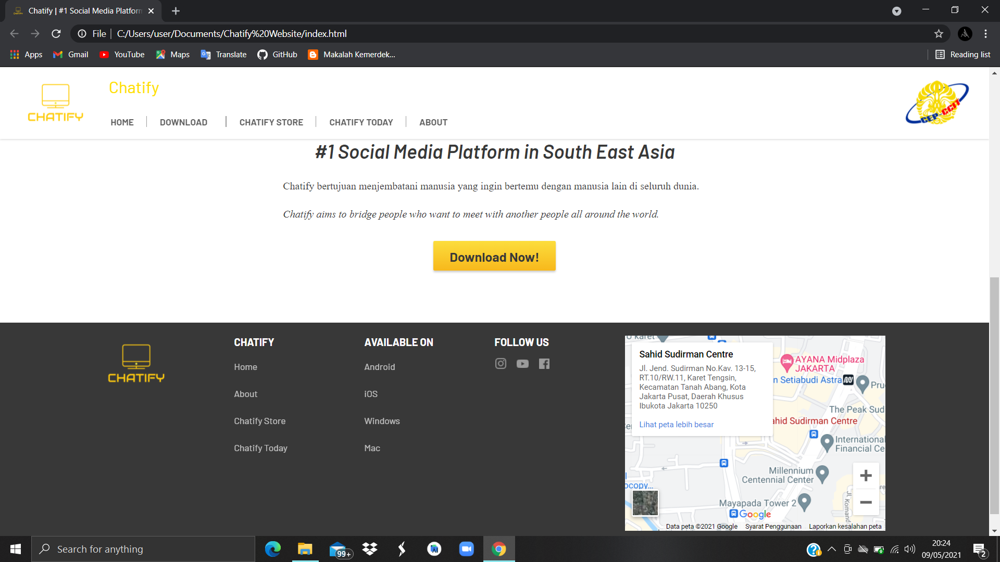 Chatify | #1 Social Media Platform
File
C:/Users/user/Documents/Chatify%20Website/index.html
Apps
Gmail
YouTube
Maps
Translate
GitHub
Makalah Kemerdek...
Reading list
CHATIFY
Chatify
HOME
DOWNLOAD
CHATIFY STORE
CHATIFY TODAY
ABOUT
CEP-CCIT
#1 Social Media Platform in South East Asia
Chatify bertujuan menjembatani manusia yang ingin bertemu dengan manusia lain di seluruh dunia.
Chatify aims to bridge people who want to meet with another people all around the world.
Download Now!
CHATIFY
CHATIFY
Home
About
Chatify Store
Chatify Today
AVAILABLE ON
Android
iOS
Windows
Mac
FOLLOW US
Sahid Sudirman Centre
Jl. Jend. Sudirman No.Kav. 13-15,
RT.10/RW.11, Karet Tengsin,
Kecamatan Tanah Abang, Kota
Jakarta Pusat, Daerah Khusus
Ibukota Jakarta 10250
Lihat peta lebih besar
AYANA Midplaza
JAKARTA
n Setiabudi Astra
Pru
The Peak Sud
ahid Sudirman Centre
International
Financial Ce
Millennium
Centennial Center
ocopy...
Mayapada Tower 2
Jl. Komand
Google
Data peta ©2021 Google
Syarat Penggunaan
Laporkan kesalahan peta
Search for anything
99+
20:24
09/05/2021
2